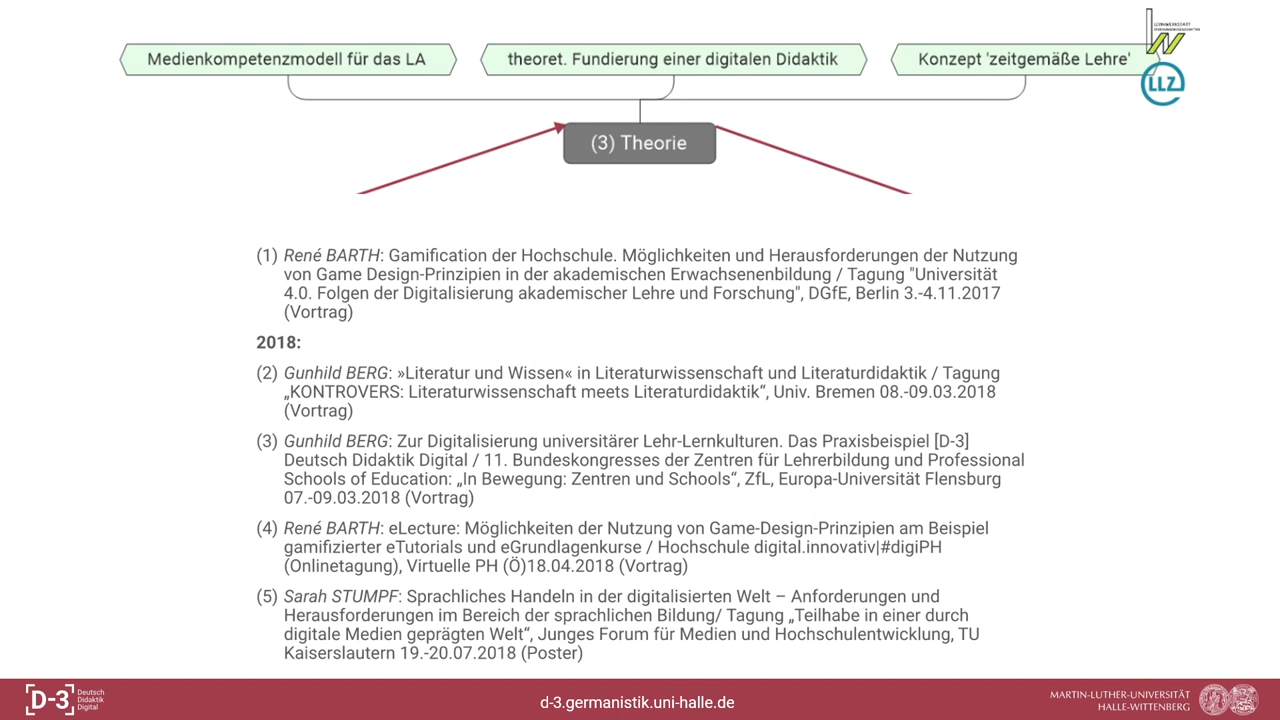 Medienkompetenzmodell für das LA
theoret. Fundierung einer digitalen Didaktik
Konzept 'zeitgemäße Lehre'
LLZ
(3) Theorie
(1) René BARTH: Gamification der Hochschule. Möglichkeiten und Herausforderungen der Nutzung
von Game Design-Prinzipien in der akademischen Erwachsenenbildung / Tagung "Universität
4.0. Folgen der Digitalisierung akademischer Lehre und Forschung", DGfE, Berlin 3.-4.11.2017
(Vortrag)
2018:
(2) Gunhild BERG: »Literatur und Wissen« in Literaturwissenschaft und Literaturdidaktik / Tagung
„KONTROVERS: Literaturwissenschaft meets Literaturdidaktik“, Univ. Bremen 08.-09.03.2018
(Vortrag)
(3) Gunhild BERG: Zur Digitalisierung universitärer Lehr-Lernkulturen. Das Praxisbeispiel [D-3]
Deutsch Didaktik Digital / 11. Bundeskongresses der Zentren für Lehrerbildung und Professional
Schools of Education: „In Bewegung: Zentren und Schools“, ZfL, Europa-Universität Flensburg
07.-09.03.2018 (Vortrag)
(4) René BARTH: eLecture: Möglichkeiten der Nutzung von Game-Design-Prinzipien am Beispiel
gamifizierter eTutorials und eGrundlagenkurse / Hochschule digital.innovativ|#digiPH
(Onlinetagung), Virtuelle PH (Ö)18.04.2018 (Vortrag)
(5) Sarah STUMPF: Sprachliches Handeln in der digitalisierten Welt – Anforderungen und
Herausforderungen im Bereich der sprachlichen Bildung/ Tagung „Teilhabe in einer durch
digitale Medien geprägten Welt“, Junges Forum für Medien und Hochschulentwicklung, TU
Kaiserslautern 19.-20.07.2018 (Poster)
[D-3]
Deutsch
Didaktik
Digital
d-3.germanistik.uni-halle.de
MARTIN-LUTHER-UNIVERSITÄT
HALLE-WITTENBERG